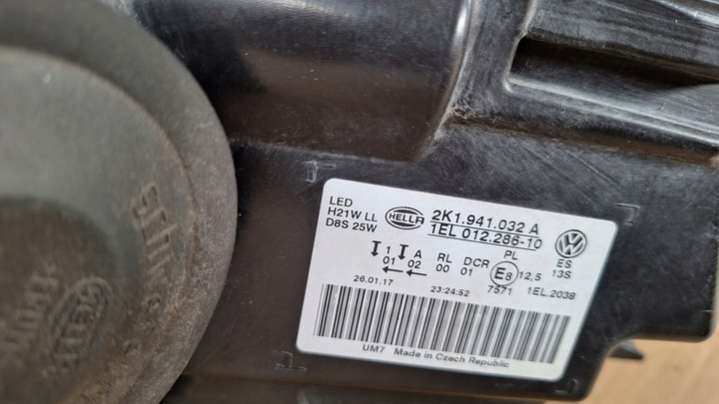 LED
H21W LL
D8S 25W
HELLA
2K1.941.032 A
1EL 012.286-10
1 A RL DCR PL ES
01 02 00 01 E8 12,5 13S
7571 1EL.2038
26.01.17 23:24:52
UM7 Made in Czech Republic
HELLA